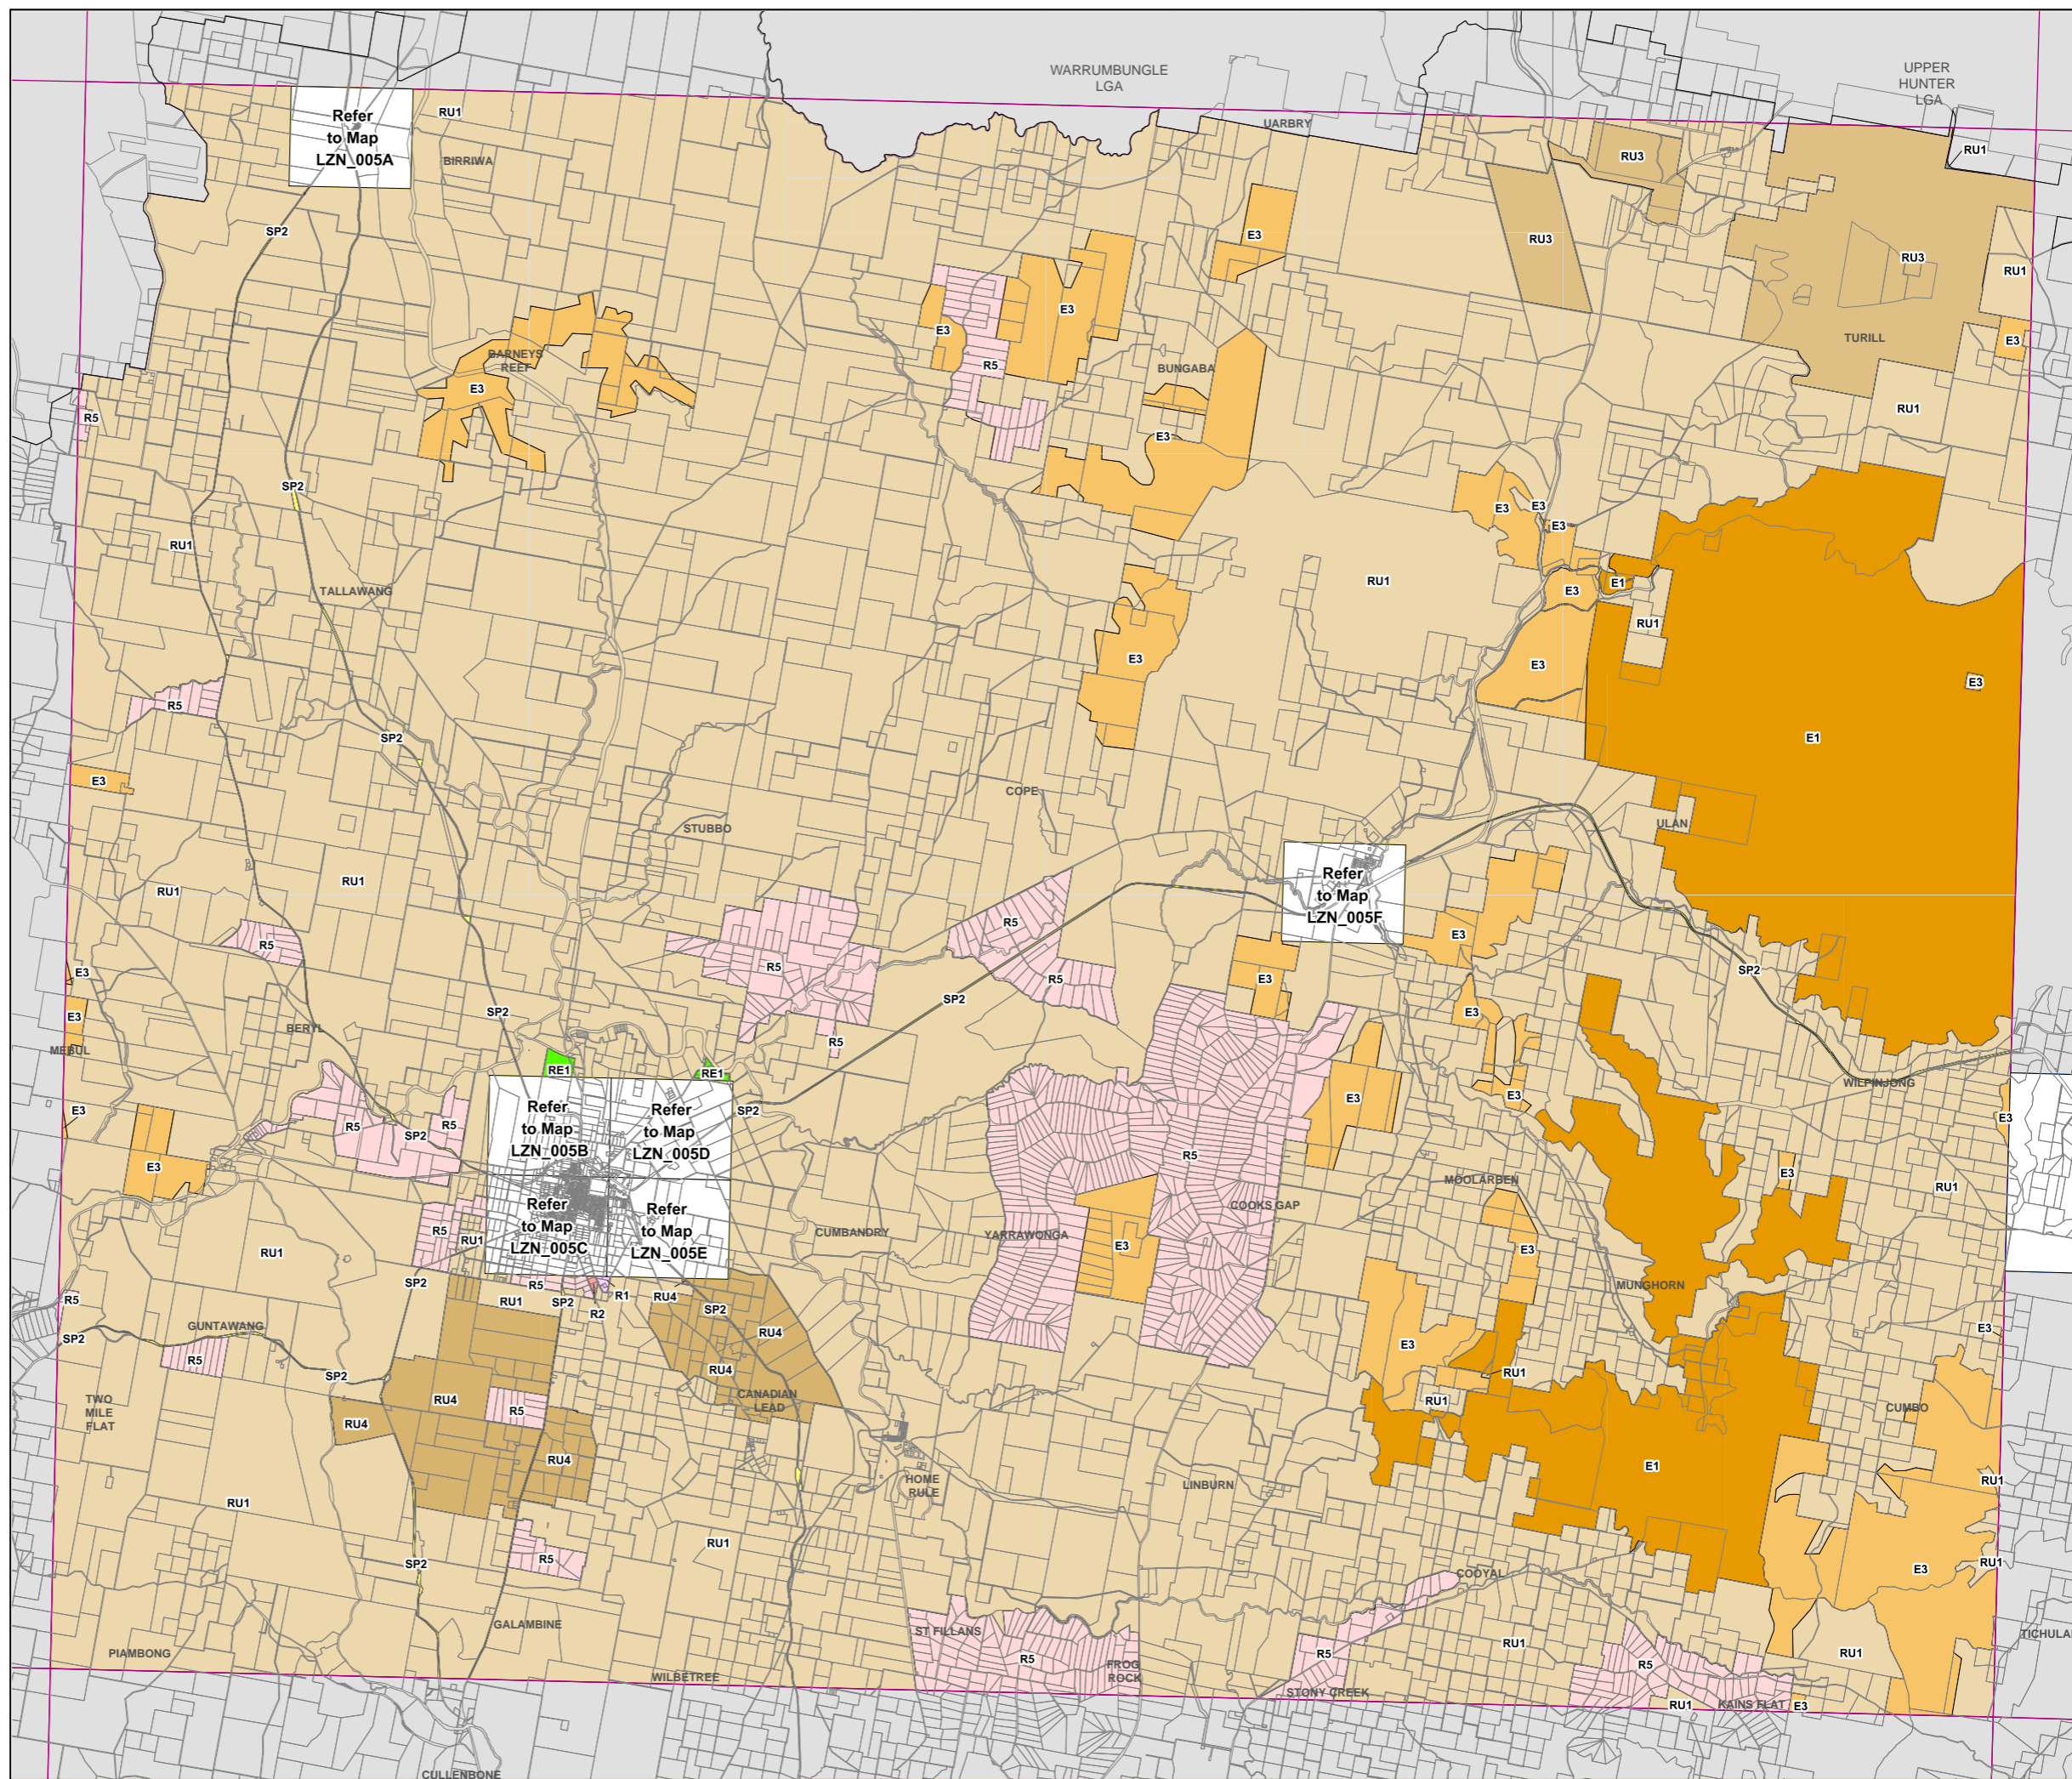 WARRUMBUNGLE
LGA
UPPER
HUNTER
LGA
Refer
to Map
LZN_005A
RU1
UARBRY
RU1
BIRRIWA
RU3
SP2
E3
RU3
RU3
RU1
E3
E3
TURILL
E3
BARNEYS
REEF
R5
BUNGABA
E3
RU1
R5
E3
SP2
E3
E3
E3
RU1
RU1
E1
E3
TALLAWANG
RU1
E3
E3
E3
R5
SP2
E1
E3
COPE
STUBBO
ULAN
RU1
RU1
Refer
to Map
LZN_005F
R5
R5
E3
R5
E3
SP2
E3
R5
SP2
E3
SP2
E3
BERYL
R5
MEBUL
RE1
RE1
WILPINJONG
E3
E3
E3
SP2
E3
Refer
to Map
LZN_005B
Refer
to Map
LZN_005D
R5
SP2
R5
R5
E3
E3
MOOLARBEN
RU1
COOKS GAP
Refer
to Map
LZN_005C
Refer
to Map
LZN_005E
R5
RU1
CUMBANDRY
YARRAWONGA
E3
E3
RU1
SP2
R5
SP2
R1
RU4
MUNGHORN
R5
RU1
R2
SP2
GUNTAWANG
SP2
RU4
E3
E3
R5
SP2
RU4
RU1
TWO
MILE
FLAT
RU4
R5
CANADIAN
LEAD
RU1
CUMBO
RU4
RU4
E1
HOME
RULE
LINBURN
RU1
RU1
RU1
R5
SP2
RU1
E3
COOYAL
GALAMBINE
ST FILLANS
RU1
PIAMBONG
R5
R5
RU1
R5
FROG
ROCK
WILBETREE
STONY CREEK
RU1
KAINS FLAT
E3
CULLENBONE